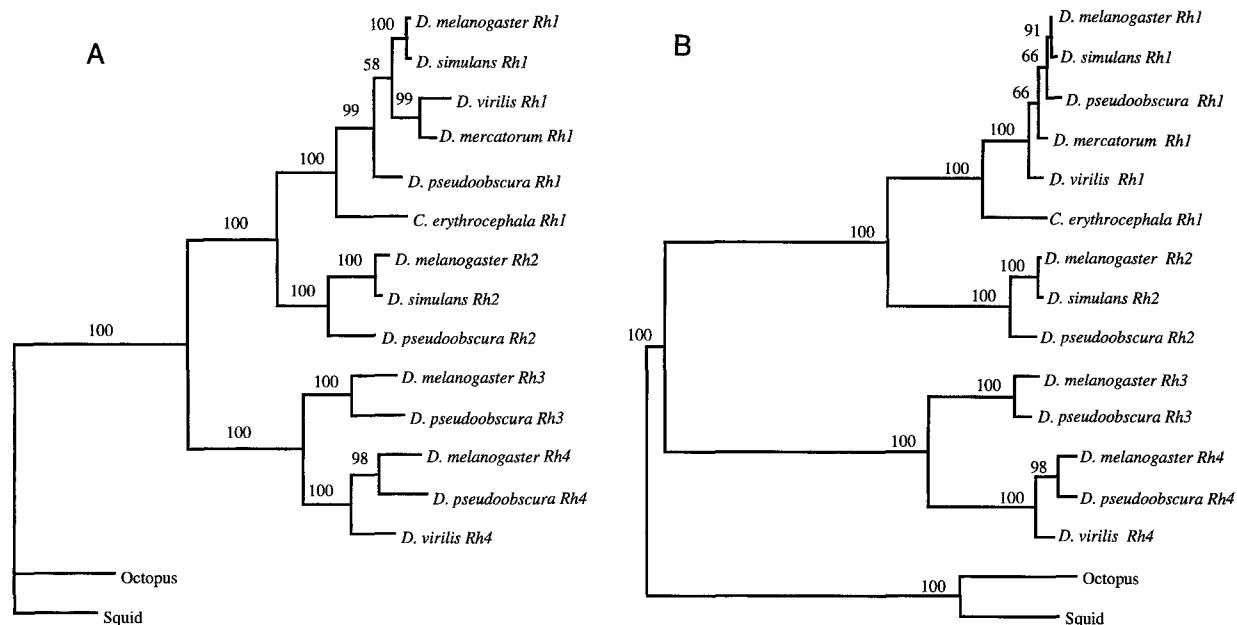 A
100
D. melanogaster Rh1
D. simulans Rh1
58
99
D. virilis Rh1
D. mercatorum Rh1
99
D. pseudoobscura Rh1
100
C. erythrocephala Rh1
100
100
D. melanogaster Rh2
D. simulans Rh2
100
D. pseudoobscura Rh2
100
100
D. melanogaster Rh3
D. pseudoobscura Rh3
100
98
D. melanogaster Rh4
D. pseudoobscura Rh4
100
D. virilis Rh4
Octopus
Squid
B
91
D. melanogaster Rh1
D. simulans Rh1
66
D. pseudoobscura Rh1
66
D. mercatorum Rh1
100
D. virilis Rh1
100
C. erythrocephala Rh1
100
100
D. melanogaster Rh2
D. simulans Rh2
100
D. pseudoobscura Rh2
100
100
D. melanogaster Rh3
D. pseudoobscura Rh3
100
98
D. melanogaster Rh4
D. pseudoobscura Rh4
100
D. virilis Rh4
100
Octopus
Squid